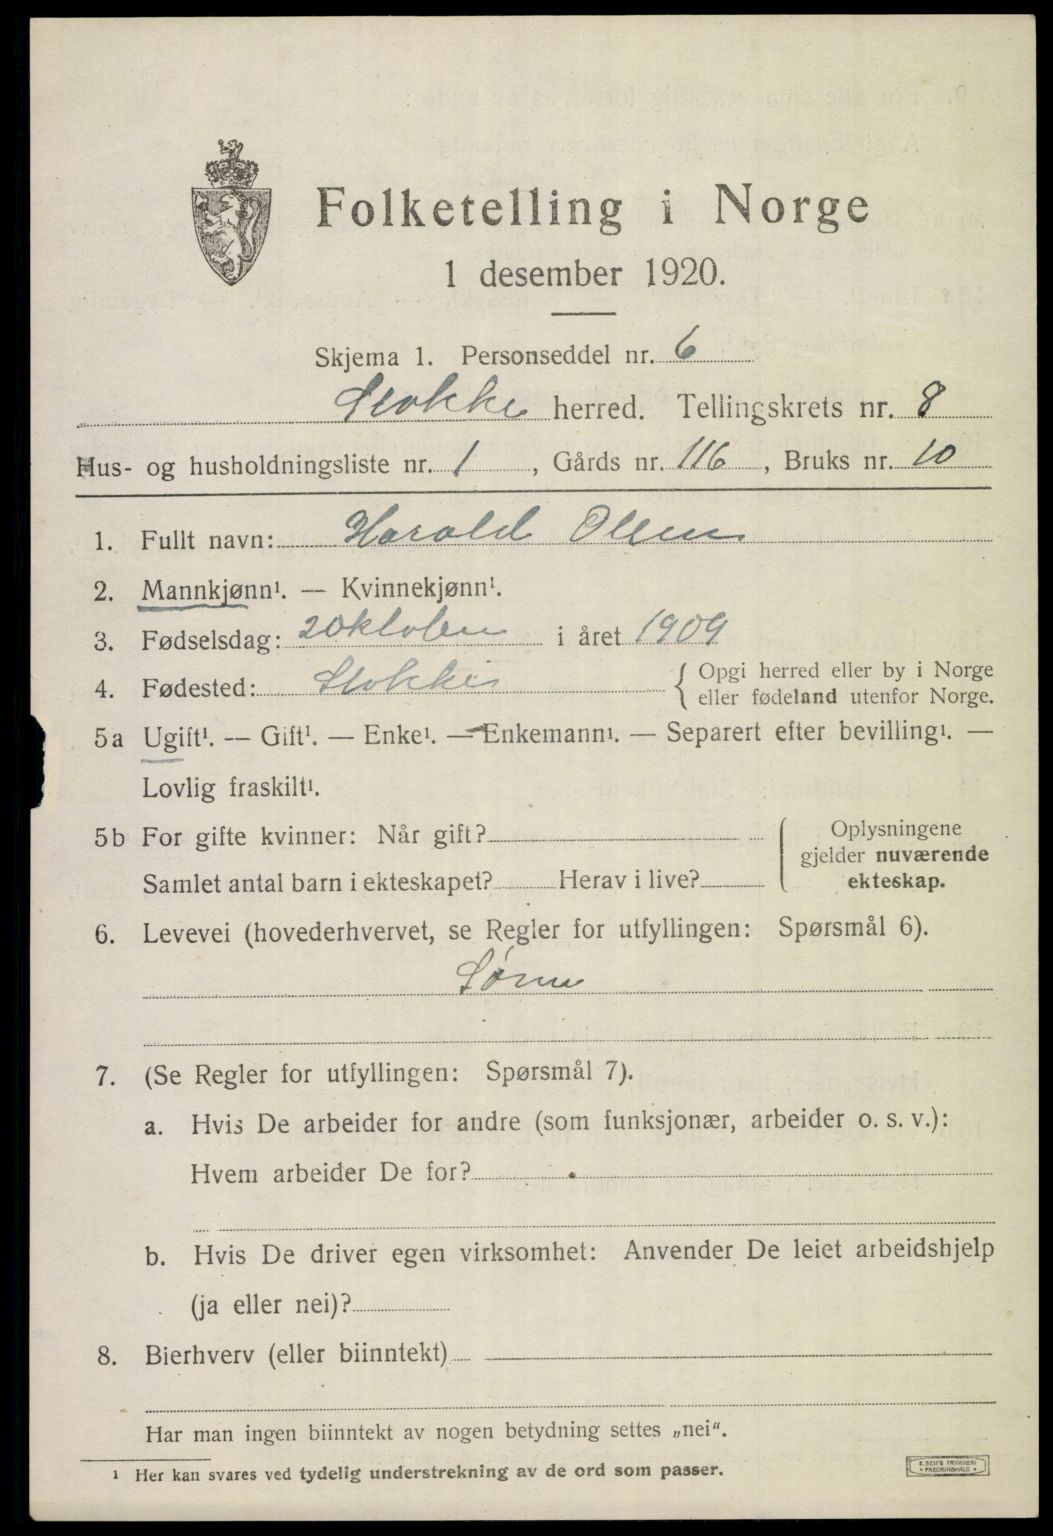 Folketelling i Norge
1 desember 1920.
Skjema 1. Personseddel nr. 6
Stokke herred. Tellingskrets nr. 8
Hus- og husholdningsliste nr. 1, Gårds nr. 116, Bruks nr. 10
1. Fullt navn: Harald Olsen
2. Mannkjønn¹. — Kvinnekjønn¹.
3. Fødselsdag: 2 oktober i året 1909
4. Fødested: Stokke { Opgi herred eller by i Norge
eller fødeland utenfor Norge.
5a Ugift¹. — Gift¹. — Enke¹. — Enkemann¹. — Separert efter bevilling¹. —
Lovlig fraskilt¹.
5b For gifte kvinner: Når gift?
Samlet antal barn i ekteskapet? Herav i live?
Oplysningene
gjelder nuværende
ekteskap.
6. Levevei (hovederhvervet, se Regler for utfyllingen: Spørsmål 6).
7. (Se Regler for utfyllingen: Spørsmål 7).
a. Hvis De arbeider for andre (som funksjonær, arbeider o. s. v.):
Hvem arbeider De for?
b. Hvis De driver egen virksomhet: Anvender De leiet arbeidshjelp
(ja eller nei)?
8. Bierhverv (eller biinntekt)
Har man ingen biinntekt av nogen betydning settes „nei“.
¹ Her kan svares ved tydelig understrekning av de ord som passer.
E. SEM'S TRYKKERI
• FREDRIKSHALD •